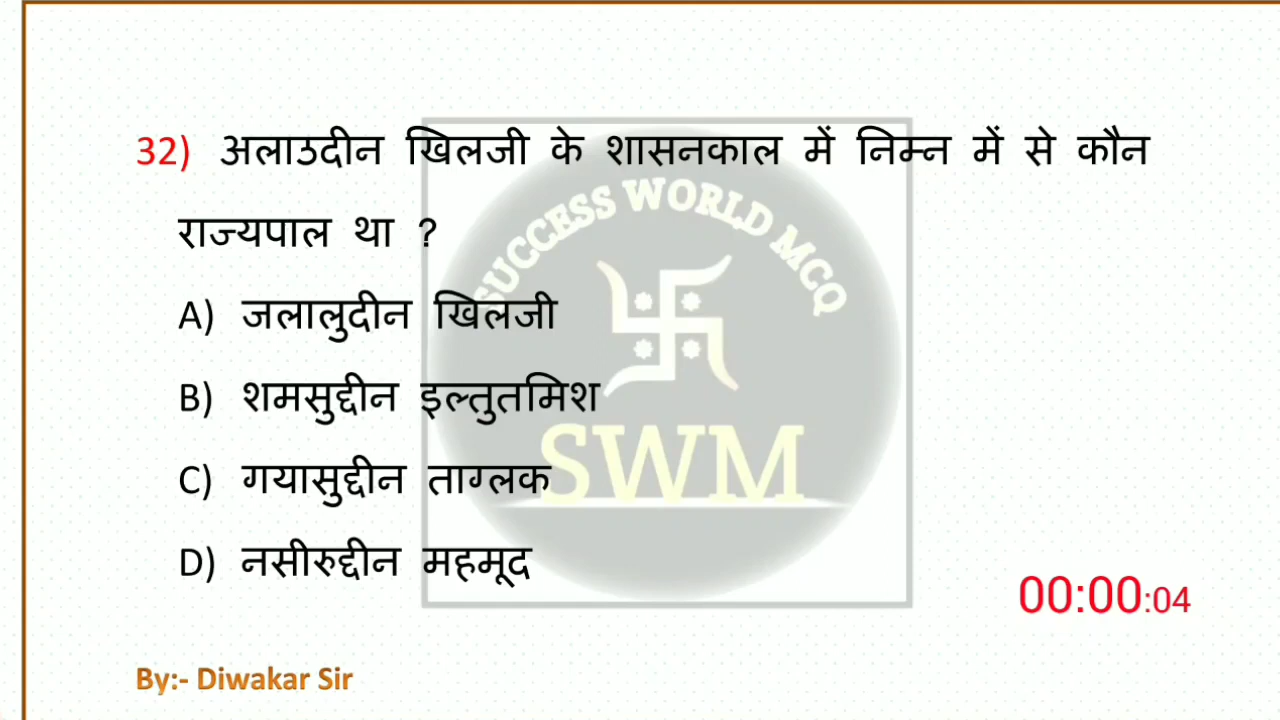 32) अलाउदीन खिलजी के शासनकाल में निम्न में से कौन
राज्यपाल था ?
A) जलालुदीन खिलजी
B) शमसुद्दीन इल्तुतमिश
C) गयासुद्दीन ताग्लक
D) नसीरुद्दीन महमूद
SUCCESS WORLD MCQ
SWM
00:00:04
By:- Diwakar Sir